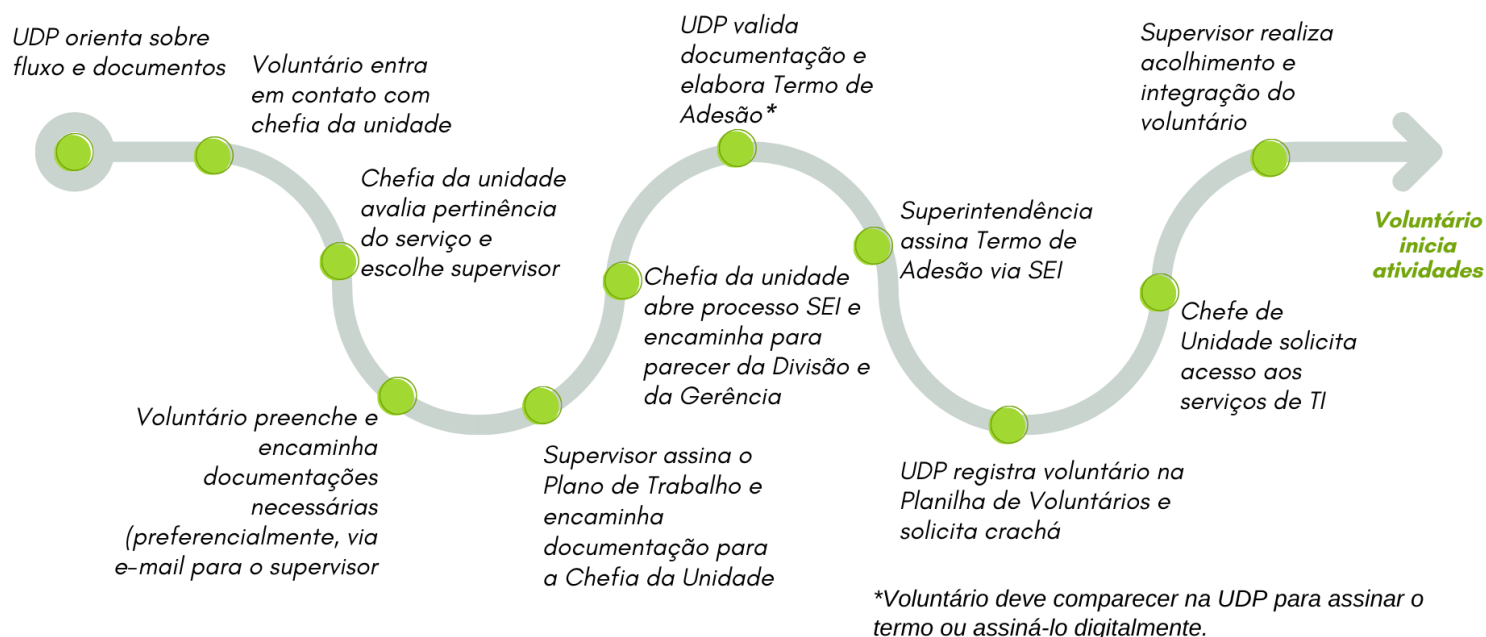 UDP orienta sobre
fluxo e documentos
Voluntário entra
em contato com
chefia da unidade
Chefia da unidade
avalia pertinência
do serviço e
escolhe supervisor
Voluntário preenche e
encaminha
documentações
necessárias
(preferencialmente, via
e-mail para o supervisor
Supervisor assina o
Plano de Trabalho e
encaminha
documentação para
a Chefia da Unidade
Chefia da unidade
abre processo SEI e
encaminha para
parecer da Divisão e
da Gerência
UDP valida
documentação e
elabora Termo de
Adesão*
Superintendência
assina Termo de
Adesão via SEI
UDP registra voluntário na
Planilha de Voluntários e
solicita crachá
Chefe de
Unidade solicita
acesso aos
serviços de TI
Supervisor realiza
acolhimento e
integração do
voluntário
Voluntário
inicia
atividades
*Voluntário deve comparecer na UDP para assinar o
termo ou assiná-lo digitalmente.